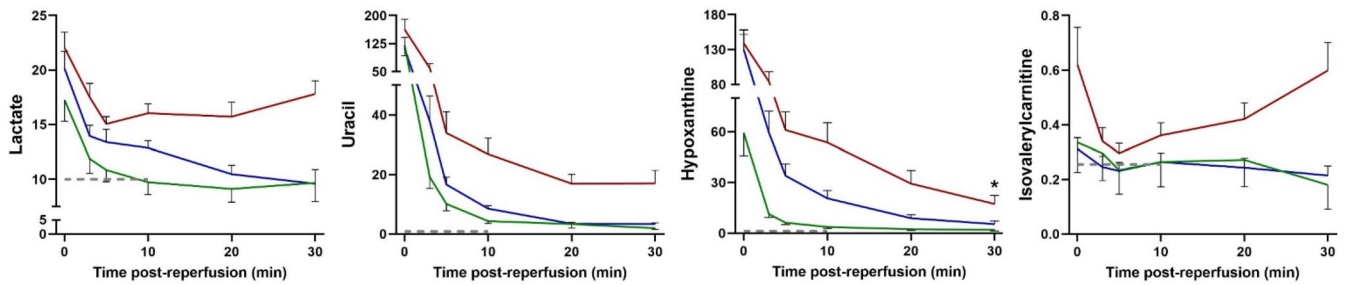 Lactate
25
20
15
10
5
0
0 10 20 30
Time post-reperfusion (min)
Uracil
200
125
50
40
20
0
0 10 20 30
Time post-reperfusion (min)
Hypoxanthine
180
130
80
60
30
0
*
0 10 20 30
Time post-reperfusion (min)
Isovalerylcarnitine
0.8
0.6
0.4
0.2
0.0
0 10 20 30
Time post-reperfusion (min)